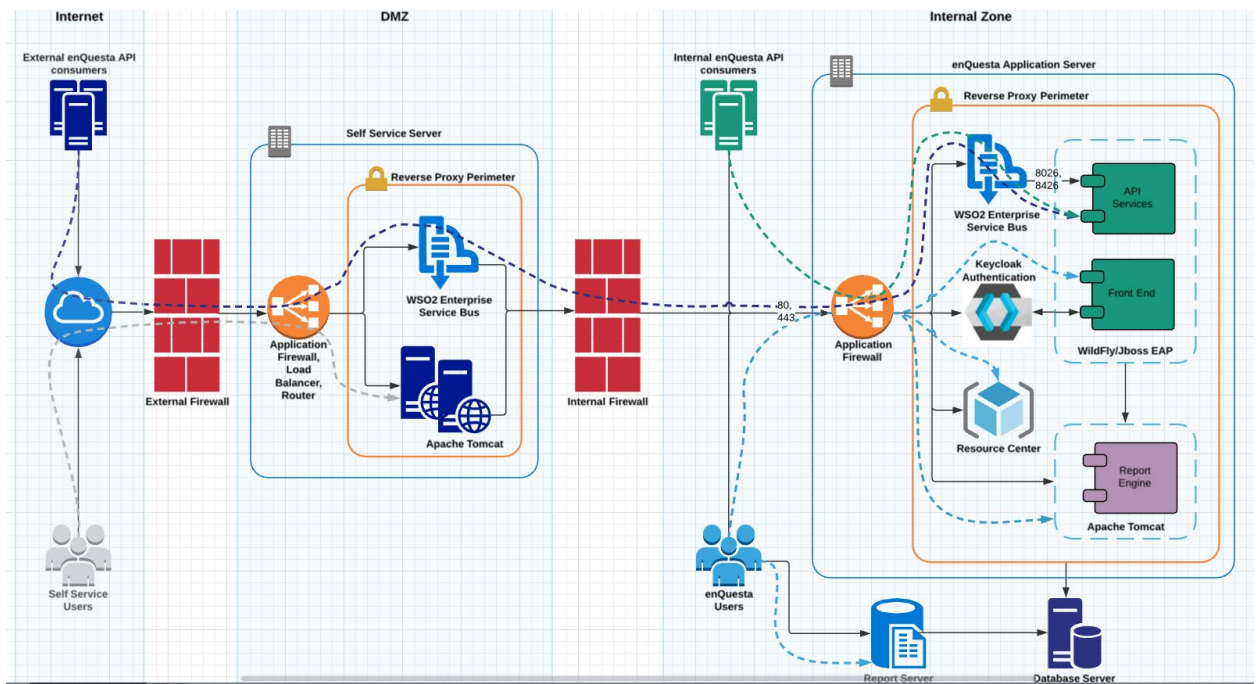 Internet
DMZ
Internal Zone
External enQuesta API
consumers
Internal enQuesta API
consumers
enQuesta Application Server
Reverse Proxy Perimeter
Self Service Server
Reverse Proxy Perimeter
8026,
8426
API
Services
WSO2 Enterprise
Service Bus
Keycloak
Authentication
Front End
WSO2 Enterprise
Service Bus
80,
443
Application
Firewall,
Load
Balancer,
Router
Application
Firewall
WildFly/Jboss EAP
External Firewall
Internal Firewall
Apache Tomcat
Resource Center
Report
Engine
Apache Tomcat
Self Service
Users
enQuesta
Users
Report Server
Database Server